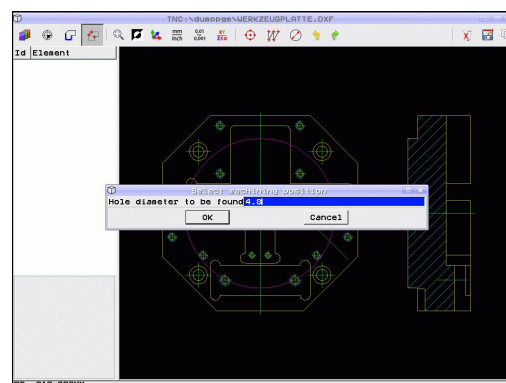 TNC:\dumppgm\WERKZEUGPLATTE.DXF
mm
inch
0,01
0,001
XY
Id Element
Select machining position
Hole diameter to be found 4.8
OK
Cancel